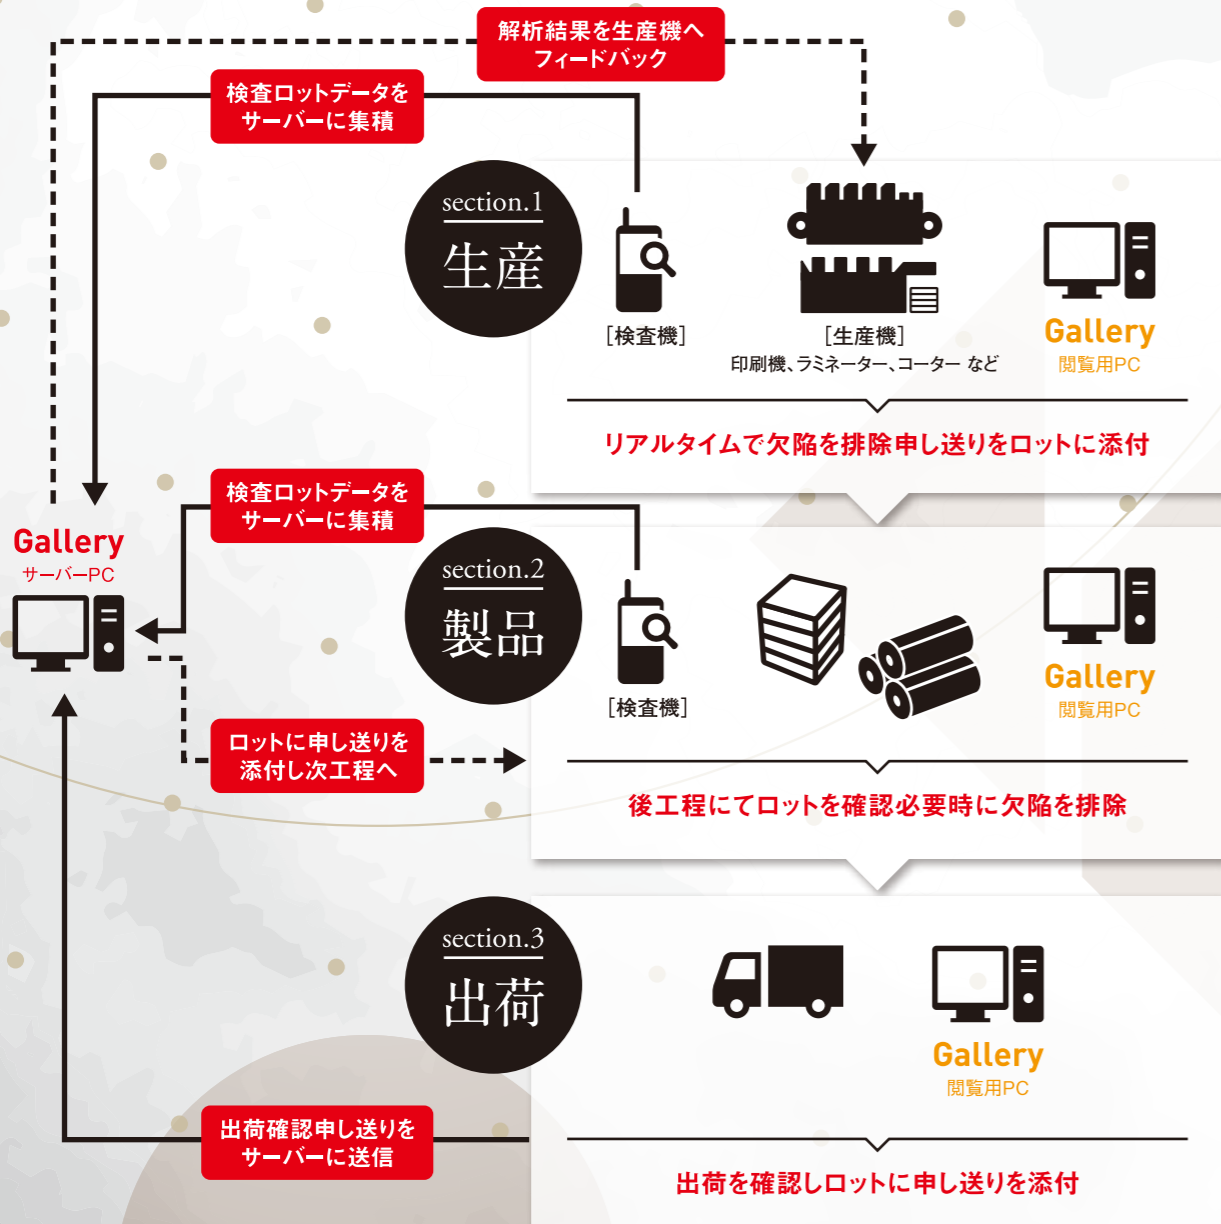 解析結果を生産機へ
フィードバック
検査ロットデータを
サーバーに集積
section.1
生産
[検査機]
[生産機]
印刷機、ラミネーター、コーター など
Gallery
閲覧用PC
リアルタイムで欠陥を排除申し送りをロットに添付
検査ロットデータを
サーバーに集積
Gallery
サーバーPC
section.2
製品
[検査機]
Gallery
閲覧用PC
ロットに申し送りを
添付し次工程へ
後工程にてロットを確認必要時に欠陥を排除
section.3
出荷
Gallery
閲覧用PC
出荷確認申し送りを
サーバーに送信
出荷を確認しロットに申し送りを添付